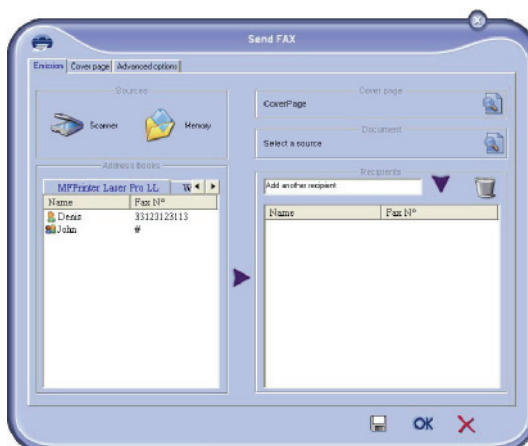 Send FAX
Emission Cover page Advanced options
Sources
Scanner Memory
Address Books
MFPrinter Laser Pro LL W
Name Fax N°
Denis 33123123113
John #
Cover page
CoverPage
Document
Select a source
Recipients
Add another recipient
Name Fax N°
OK